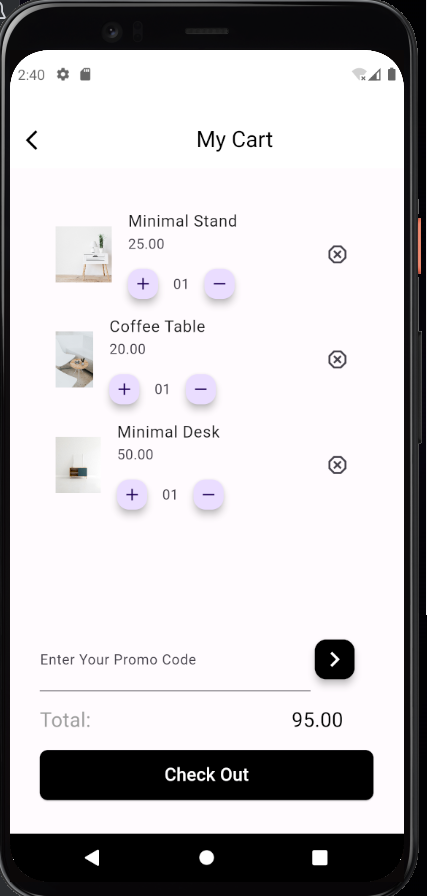 2:40
My Cart
Minimal Stand
25.00
+ 01 −
Coffee Table
20.00
+ 01 −
Minimal Desk
50.00
+ 01 −
Enter Your Promo Code
Total: 95.00
Check Out